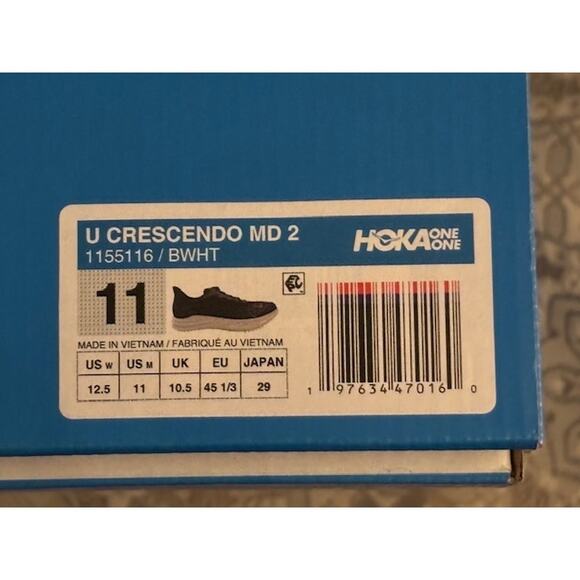 U CRESCENDO MD 2
1155116 / BWHT
HOKA ONE ONE
11
MADE IN VIETNAM / FABRIQUÉ AU VIETNAM
US W US M UK EU JAPAN
12.5 11 10.5 45 1/3 29
1 97634 47016 0